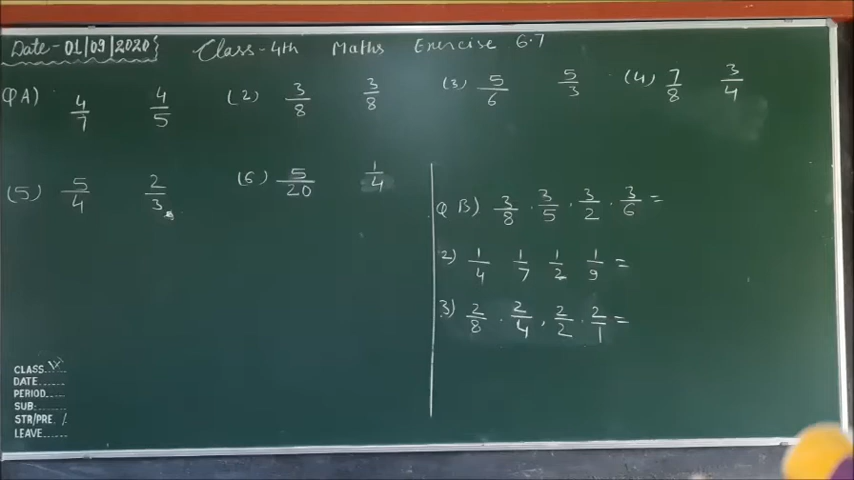 Date-01/09/2020 Class-4th Maths Exercise 6.7
Q A) 4/7 4/5 (2) 3/8 3/8 (3) 5/6 5/3 (4) 7/8 3/4
(5) 5/4 2/3 (6) 5/20 1/4
Q B) 3/8 . 3/5 . 3/2 . 3/6 =
2) 1/4 1/7 1/2 1/9 =
3) 2/8 . 2/4 , 2/2 . 2/1 =
CLASS IV
DATE
PERIOD
SUB:
STR/PRE. /
LEAVE